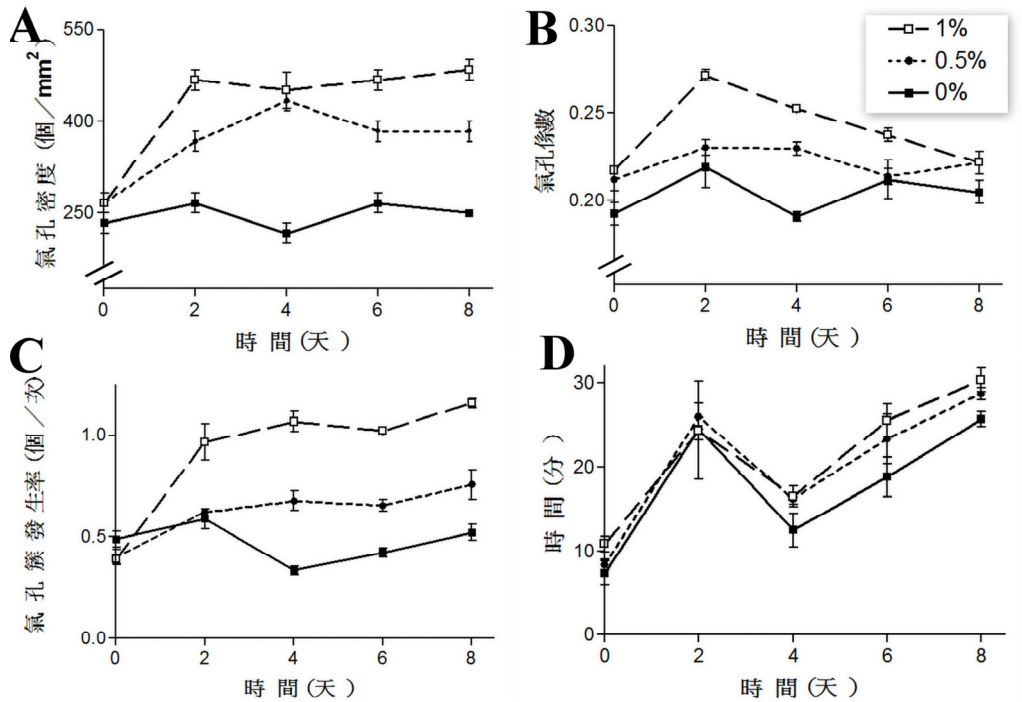 A
550
400
250
氣孔密度 (個／mm²)
0 2 4 6 8
時 間 (天 )
B
0.30
0.25
0.20
氣孔係數
0 2 4 6 8
時 間 (天 )
1%
0.5%
0%
C
1.0
0.5
0.0
氣 孔 簇 發 生率 (個 ／ 次)
0 2 4 6 8
時 間 (天 )
D
30
20
10
0
時 間 (分 )
0 2 4 6 8
時 間 (天 )